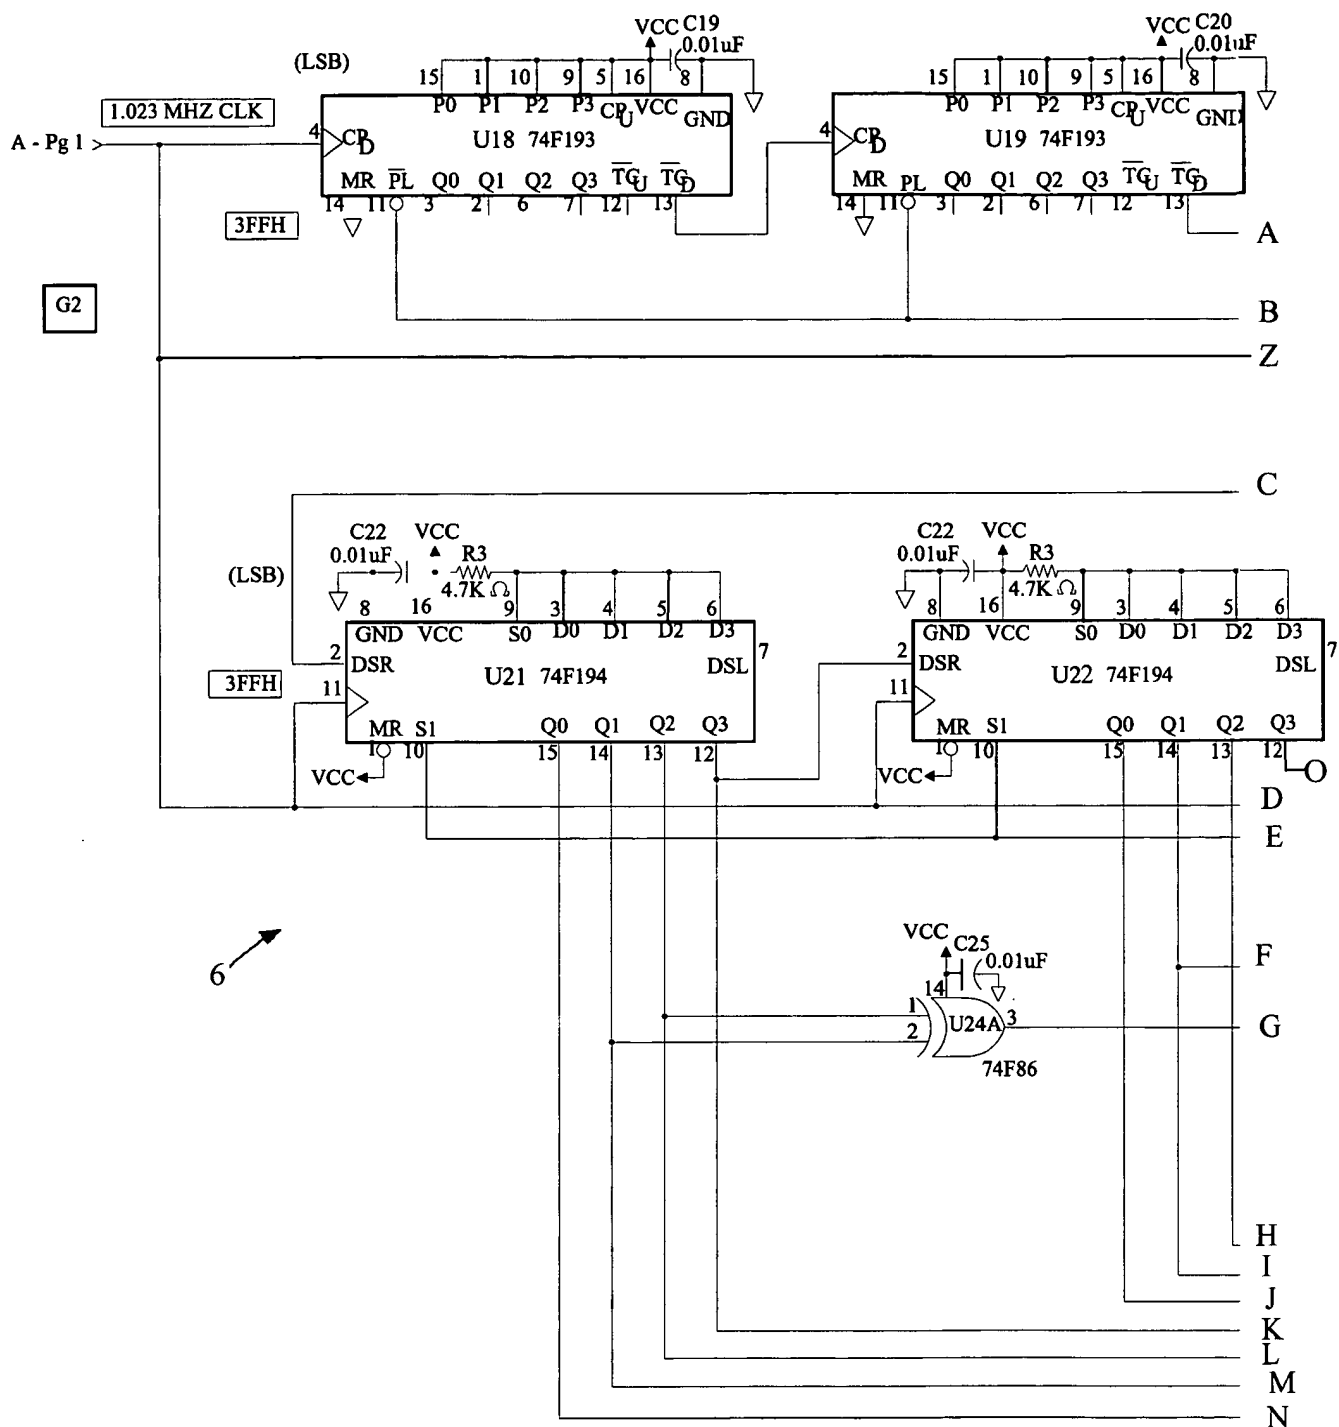 VCC C19
0.01uF
VCC C20
0.01uF
(LSB)
15 1 10 9 5 16 8
15 1 10 9 5 16 8
1.023 MHZ CLK
P0 P1 P2 P3 CPU VCC GND
P0 P1 P2 P3 CPU VCC GND
A - Pg 1
4 CPD U18 74F193
4 CPD U19 74F193
MR PL Q0 Q1 Q2 Q3 TCU TCD
MR PL Q0 Q1 Q2 Q3 TCU TCD
14 11 3 2 6 7 12 13
14 11 3 2 6 7 12 13
3FFH
A
G2
B
Z
C
C22 VCC
0.01uF R3
4.7K Ω
C22 VCC
0.01uF R3
4.7K Ω
(LSB)
8 16 9 3 4 5 6
8 16 9 3 4 5 6
GND VCC S0 D0 D1 D2 D3
GND VCC S0 D0 D1 D2 D3
2 DSR U21 74F194 DSL 7
2 DSR U22 74F194 DSL 7
3FFH
11
11
MR S1 Q0 Q1 Q2 Q3
MR S1 Q0 Q1 Q2 Q3
1 10 15 14 13 12
1 10 15 14 13 12
VCC
VCC
O
D
E
VCC C25
0.01uF
F
6
14
1
2
U24A 3
G
74F86
H
I
J
K
L
M
N